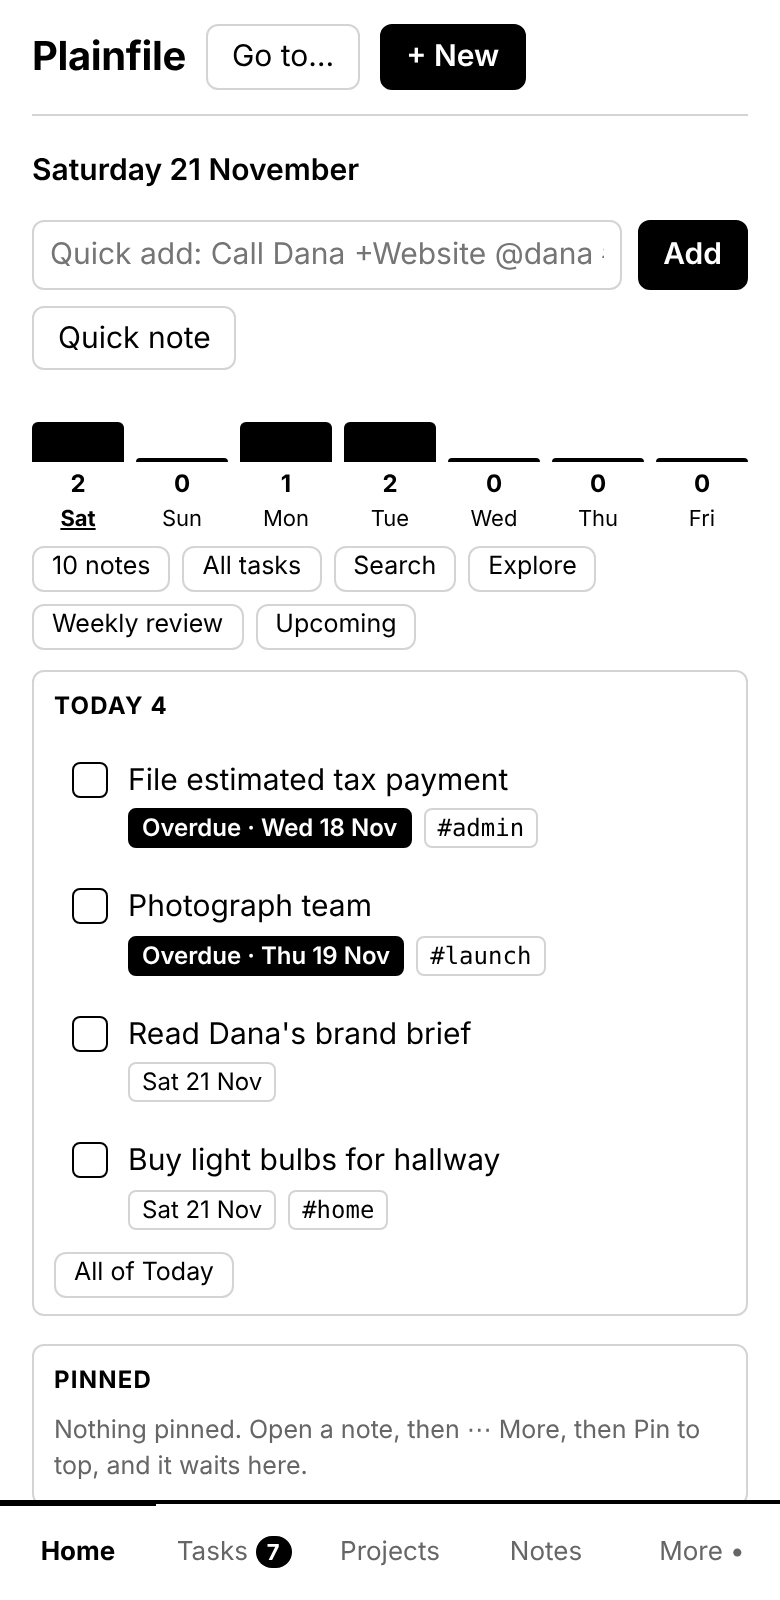 Plainfile Go to... + New
Saturday 21 November
Quick add: Call Dana +Website @dana Add
Quick note
2 0 1 2 0 0 0
Sat Sun Mon Tue Wed Thu Fri
10 notes All tasks Search Explore
Weekly review Upcoming
TODAY 4
File estimated tax payment
Overdue · Wed 18 Nov #admin
Photograph team
Overdue · Thu 19 Nov #launch
Read Dana's brand brief
Sat 21 Nov
Buy light bulbs for hallway
Sat 21 Nov #home
All of Today
PINNED
Nothing pinned. Open a note, then ··· More, then Pin to
top, and it waits here.
Home Tasks 7 Projects Notes More •